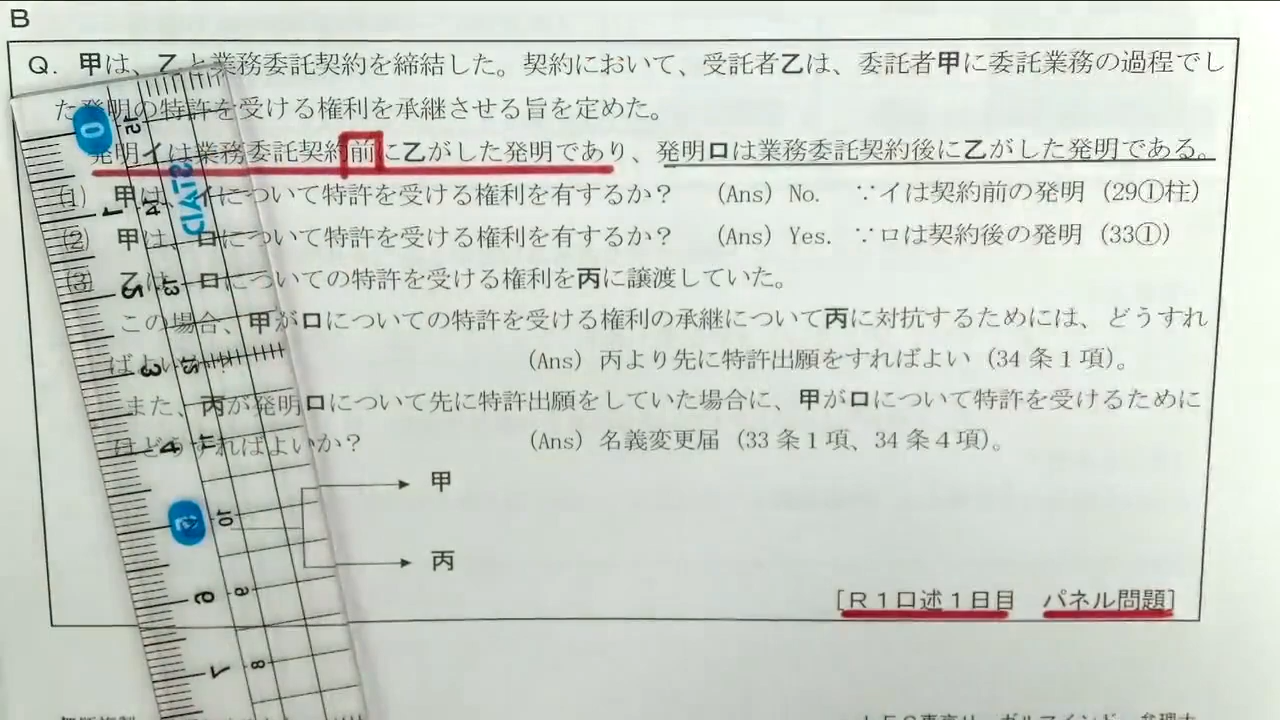 B
Q. 甲は、乙と業務委託契約を締結した。契約において、受託者乙は、委託者甲に委託業務の過程でし
た発明の特許を受ける権利を承継させる旨を定めた。
発明イは業務委託契約前に乙がした発明であり、発明ロは業務委託契約後に乙がした発明である。
(1) 甲は、イについて特許を受ける権利を有するか？ (Ans) No. ∵イは契約前の発明（29①柱）
(2) 甲は、ロについて特許を受ける権利を有するか？ (Ans) Yes. ∵ロは契約後の発明（33①）
(3) 乙は、ロについての特許を受ける権利を丙に譲渡していた。
この場合、甲がロについての特許を受ける権利の承継について丙に対抗するためには、どうすれ
ばよいか (Ans) 丙より先に特許出願をすればよい（34 条１項）。
また、丙が発明ロについて先に特許出願をしていた場合に、甲がロについて特許を受けるために
はどうすればよいか？ (Ans) 名義変更届（33 条１項、34 条４項）。
甲
丙
[Ｒ１口述１日目 パネル問題]
0 1 2 3 4 5 6 7
12 14 13 10 9 8